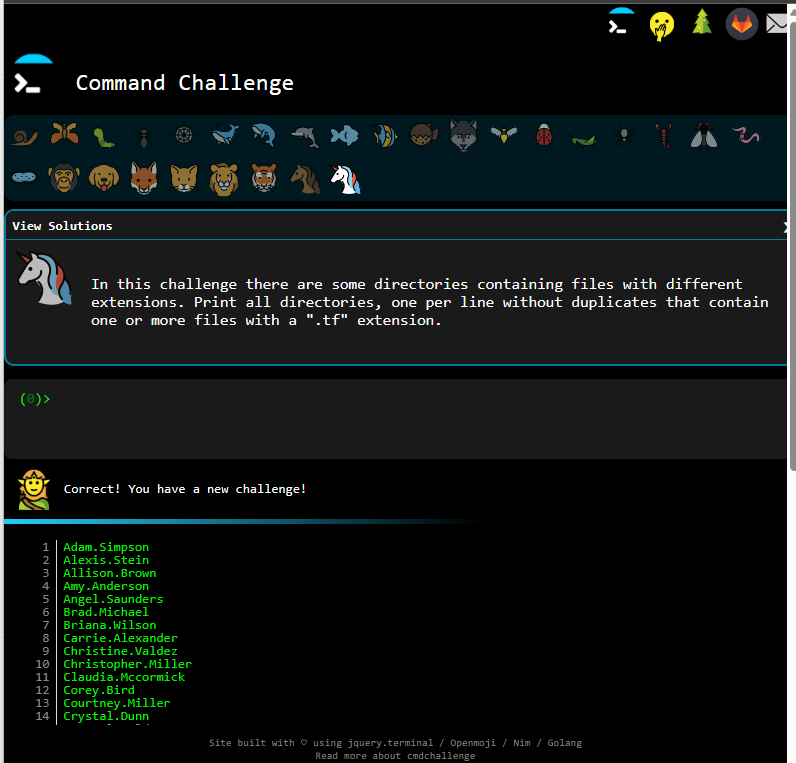 Command Challenge
View Solutions
In this challenge there are some directories containing files with different
extensions. Print all directories, one per line without duplicates that contain
one or more files with a ".tf" extension.
(0)>
Correct! You have a new challenge!
1 Adam.Simpson
2 Alexis.Stein
3 Allison.Brown
4 Amy.Anderson
5 Angel.Saunders
6 Brad.Michael
7 Briana.Wilson
8 Carrie.Alexander
9 Christine.Valdez
10 Christopher.Miller
11 Claudia.Mccormick
12 Corey.Bird
13 Courtney.Miller
14 Crystal.Dunn
Site built with ♡ using jquery.terminal / Openmoji / Nim / Golang
Read more about cmdchallenge